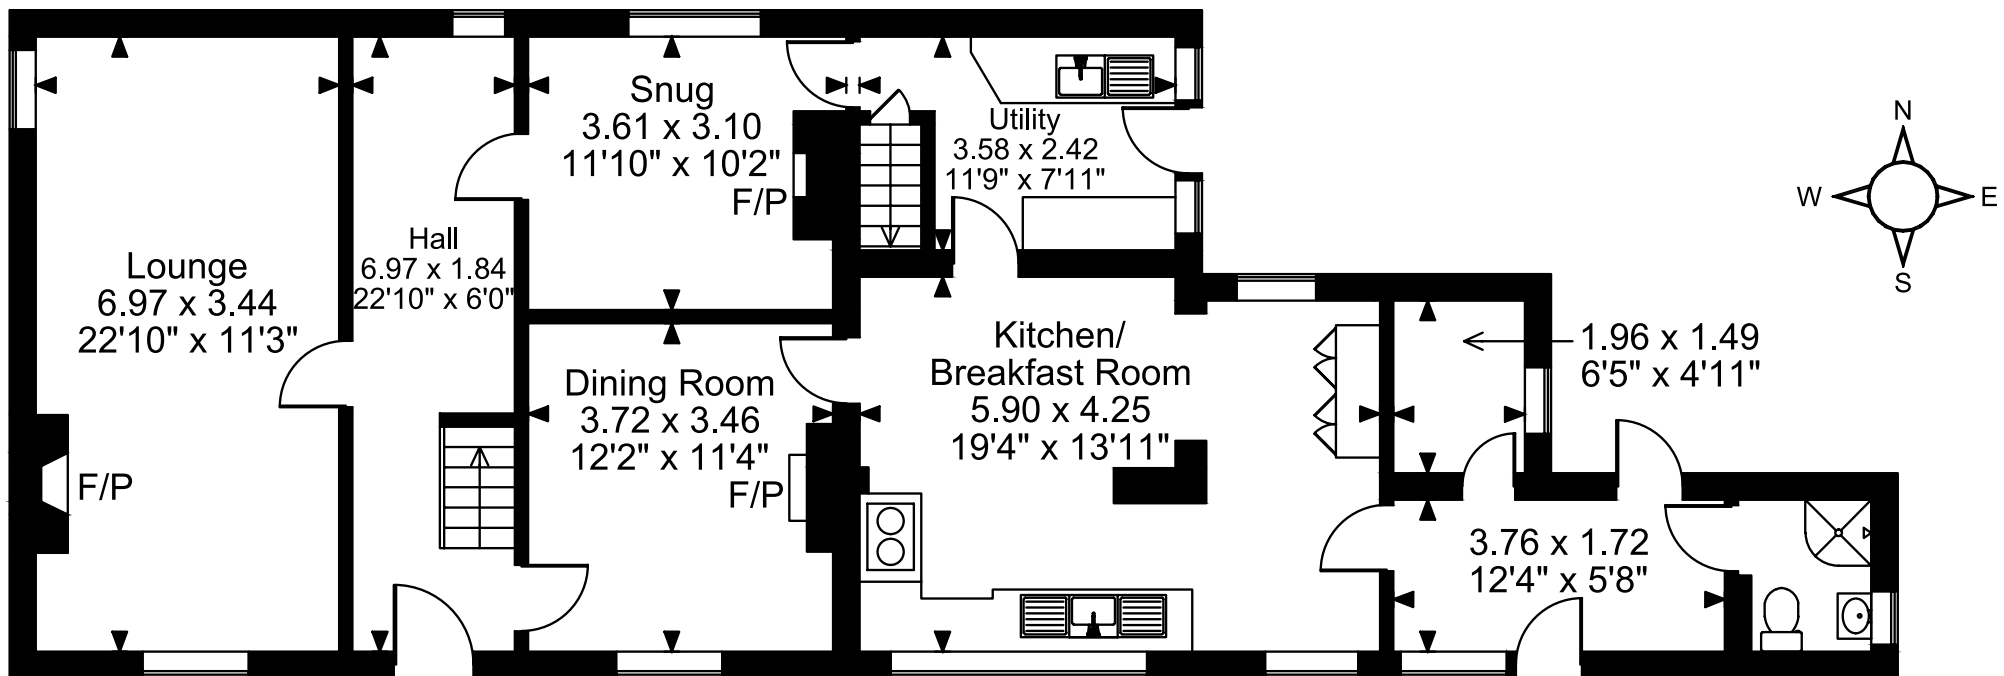 Lounge
6.97 x 3.44
22'10" x 11'3"
F/P
Hall
6.97 x 1.84
22'10" x 6'0"
Snug
3.61 x 3.10
11'10" x 10'2"
F/P
Dining Room
3.72 x 3.46
12'2" x 11'4"
F/P
Utility
3.58 x 2.42
11'9" x 7'11"
Kitchen/
Breakfast Room
5.90 x 4.25
19'4" x 13'11"
1.96 x 1.49
6'5" x 4'11"
3.76 x 1.72
12'4" x 5'8"
N
W
E
S